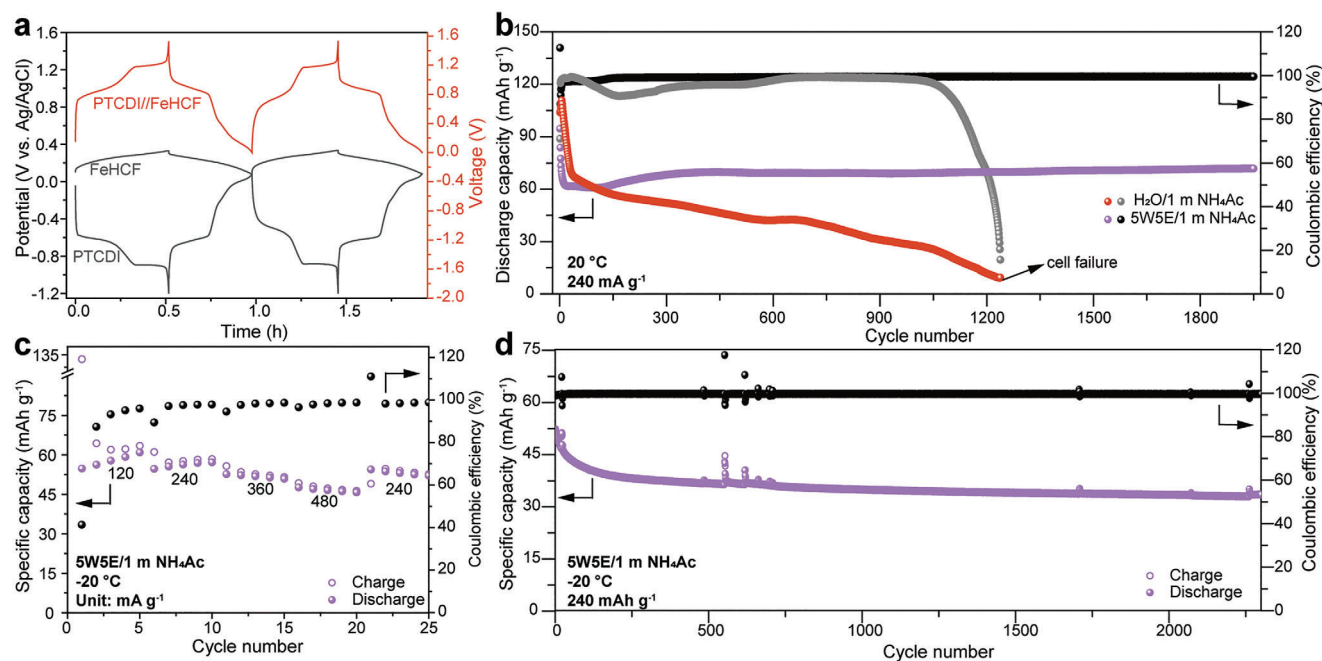 a
1.6
1.2
0.8
0.4
0.0
-0.4
-0.8
-1.2
Potential (V vs. Ag/AgCl)
PTCDI//FeHCF
FeHCF
PTCDI
1.6
1.2
0.8
0.4
0.0
-0.4
-0.8
-1.2
-1.6
-2.0
Voltage (V)
0.0 0.5 1.0 1.5
Time (h)
b
150
120
90
60
30
0
Discharge capacity (mAh g⁻¹)
120
100
80
60
40
20
0
Coulombic efficiency (%)
H₂O/1 m NH₄Ac
5W5E/1 m NH₄Ac
20 °C
240 mA g⁻¹
cell failure
0 300 600 900 1200 1500 1800
Cycle number
c
135
75
60
45
30
15
0
Specific capacity (mAh g⁻¹)
120
100
80
60
40
20
0
Coulombic efficiency (%)
120
240
360
480
240
5W5E/1 m NH₄Ac
-20 °C
Unit: mA g⁻¹
Charge
Discharge
0 5 10 15 20 25
Cycle number
d
75
60
45
30
15
0
Specific capacity (mAh g⁻¹)
120
100
80
60
40
20
0
Coulombic efficiency (%)
5W5E/1 m NH₄Ac
-20 °C
240 mAh g⁻¹
Charge
Discharge
0 500 1000 1500 2000
Cycle number